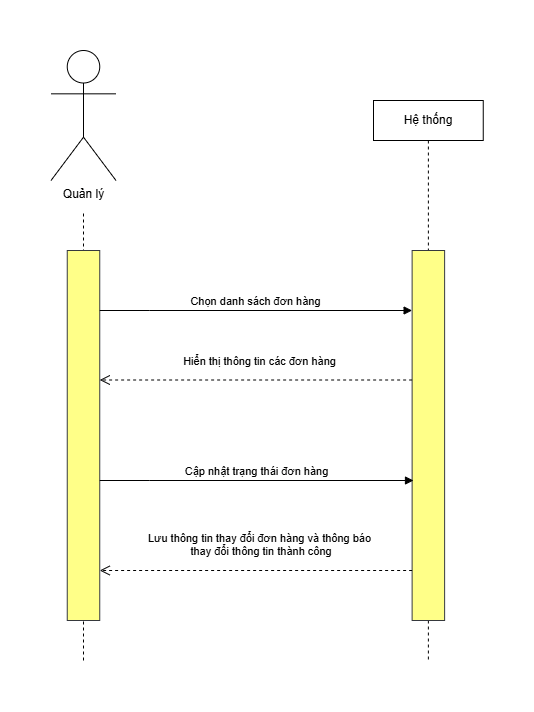 Hệ thống
Quản lý
Chọn danh sách đơn hàng
Hiển thị thông tin các đơn hàng
Cập nhật trạng thái đơn hàng
Lưu thông tin thay đổi đơn hàng và thông báo
thay đổi thông tin thành công